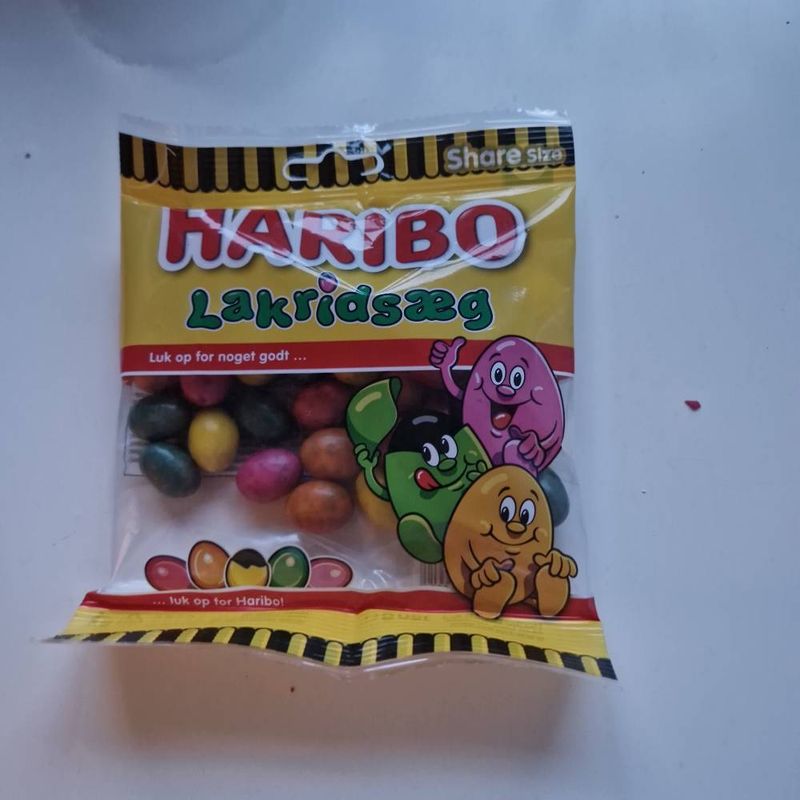 Share Size
HARIBO
Lakridsæg
Luk op for noget godt ...
... luk op for Haribo!